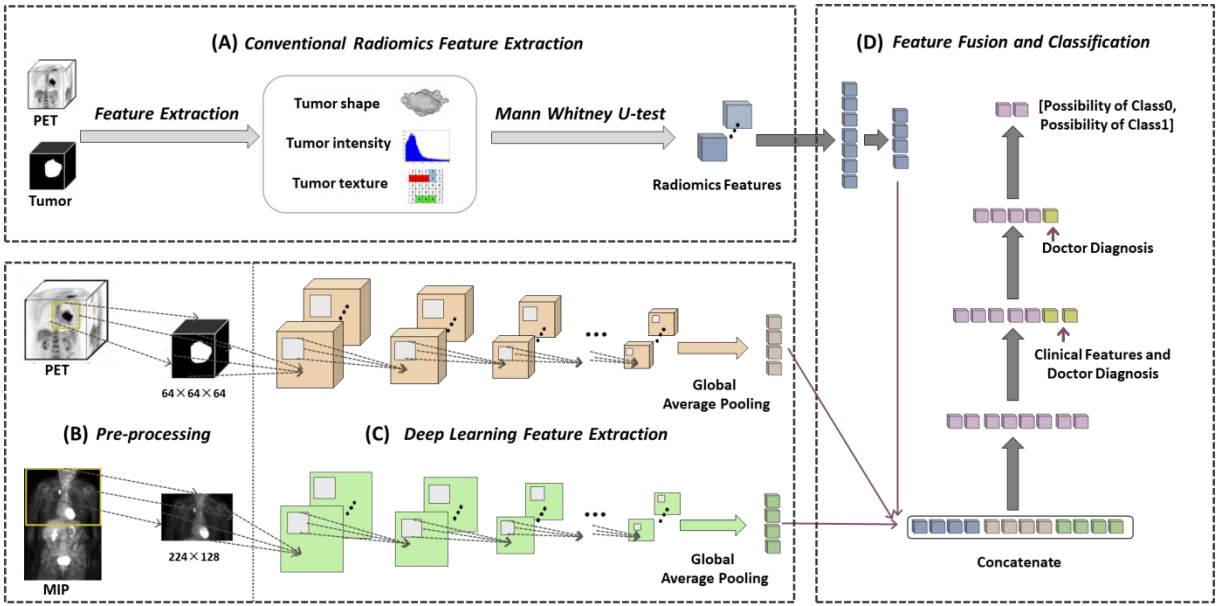 (A) Conventional Radiomics Feature Extraction
PET
Tumor
Feature Extraction
Tumor shape
Tumor intensity
Tumor texture
Mann Whitney U-test
Radiomics Features
PET
64×64×64
(B) Pre-processing
MIP
224×128
Global
Average Pooling
(C) Deep Learning Feature Extraction
Global
Average Pooling
(D) Feature Fusion and Classification
[Possibility of Class0,
Possibility of Class1]
Doctor Diagnosis
Clinical Features and
Doctor Diagnosis
Concatenate